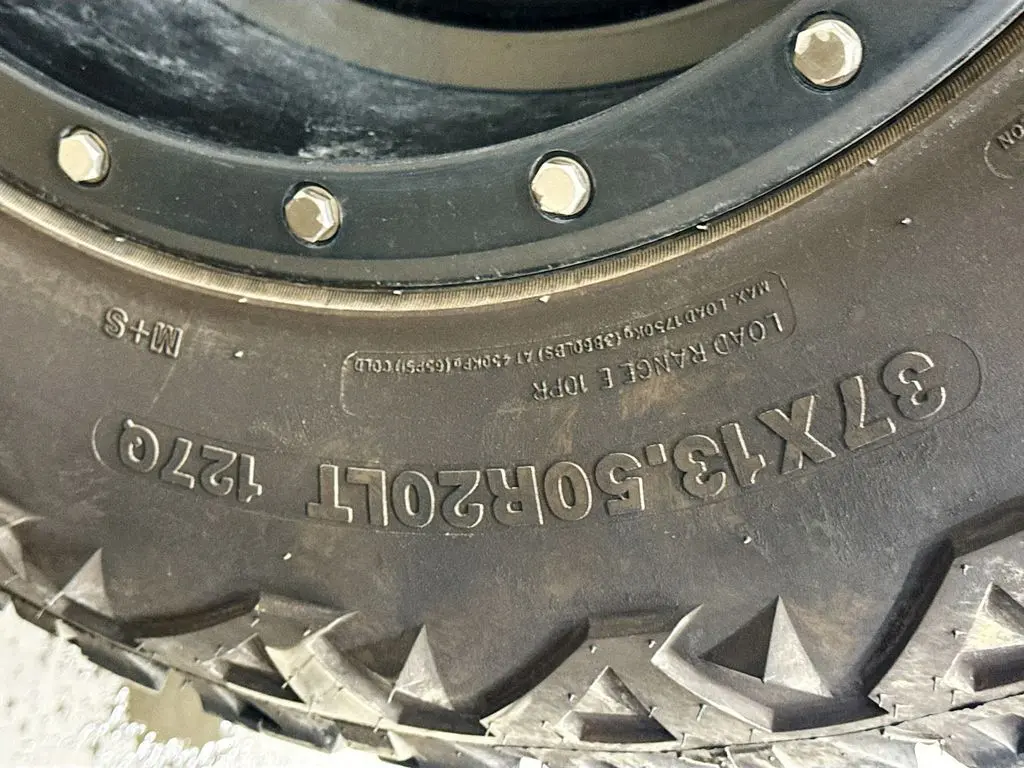 37X13.50R20LT 127Q
LOAD RANGE E 10PR
MAX. LOAD 1750Kg(3860LBS) AT 450KPa(65PSI)COLD
M+S